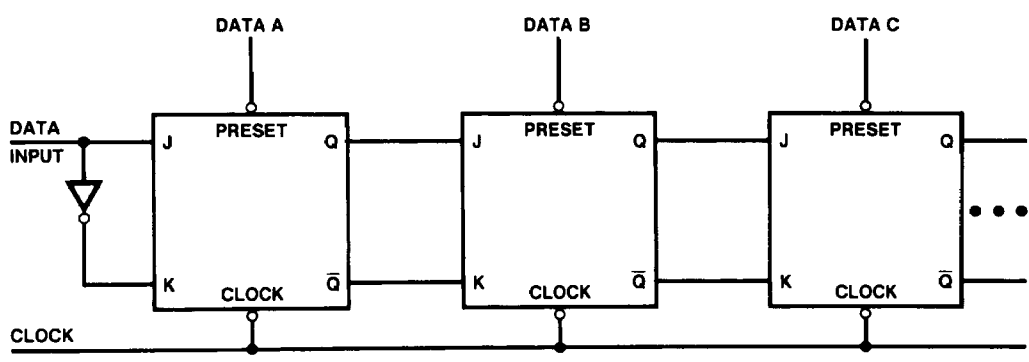 DATA A
DATA B
DATA C
DATA
INPUT
J
PRESET
Q
J
PRESET
Q
J
PRESET
Q
K
CLOCK
Q̅
K
CLOCK
Q̅
K
CLOCK
Q̅
CLOCK